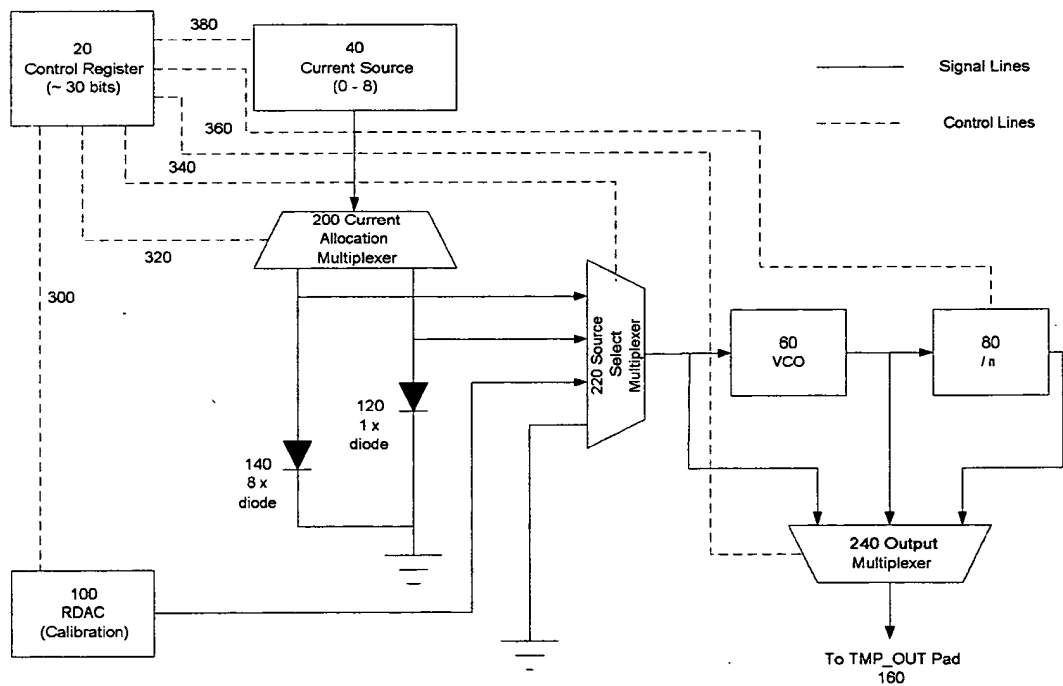 380
20
Control Register
(~ 30 bits)
40
Current Source
(0 - 8)
Signal Lines
360
Control Lines
340
200 Current
Allocation
Multiplexer
320
300
220 Source
Select
Multiplexer
60
VCO
80
/ n
120
1 x
diode
140
8 x
diode
240 Output
Multiplexer
100
RDAC
(Calibration)
To TMP_OUT Pad
160